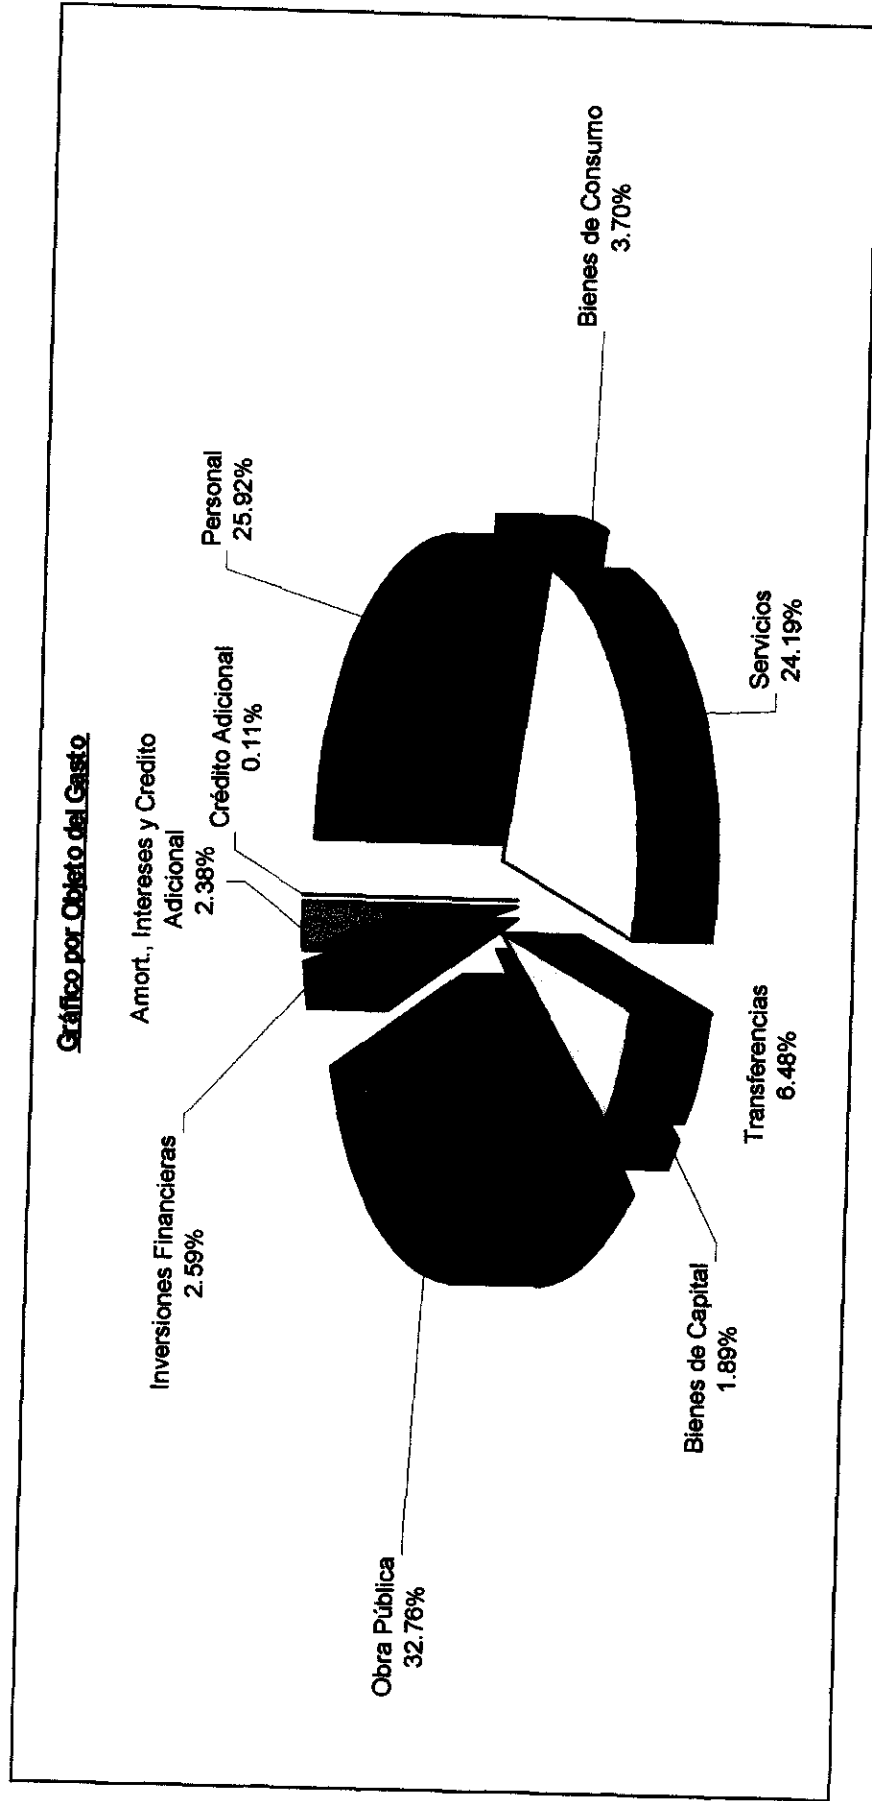 Gráfico por Objeto del Gasto
Amort., Intereses y Credito
Adicional
2.38%
Crédito Adicional
0.11%
Personal
25.92%
Bienes de Consumo
3.70%
Servicios
24.19%
Transferencias
6.48%
Bienes de Capital
1.89%
Obra Pública
32.76%
Inversiones Financieras
2.59%